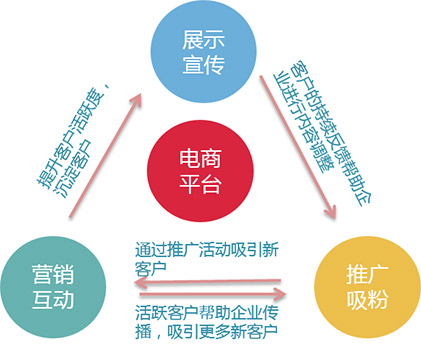 展示
宣传
提升客户活跃度，
沉淀客户
客户的持续反馈帮助企
业进行内容调整
电商
平台
营销
互动
通过推广活动吸引新
客户
活跃客户帮助企业传
播，吸引更多新客户
推广
吸粉